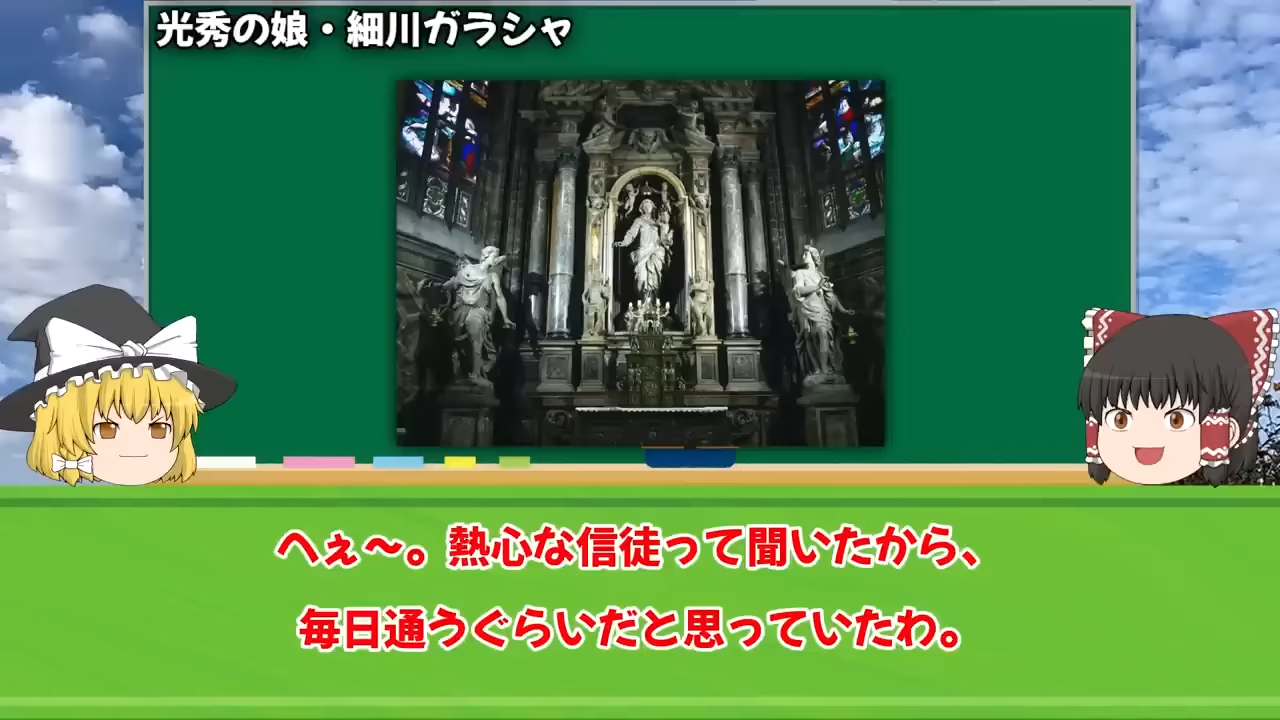 光秀の娘・細川ガラシャ
へぇ～。熱心な信徒って聞いたから、
毎日通うぐらいだと思っていたわ。